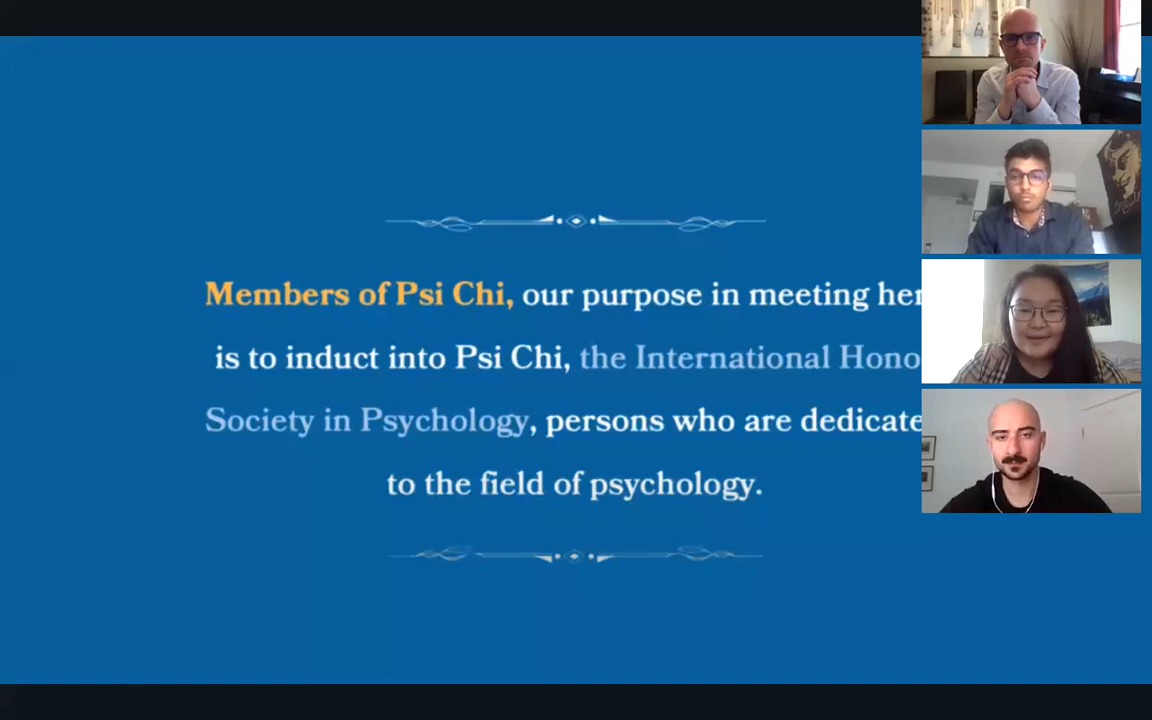 Members of Psi Chi, our purpose in meeting her
is to induct into Psi Chi, the International Hono
Society in Psychology, persons who are dedicate
to the field of psychology.